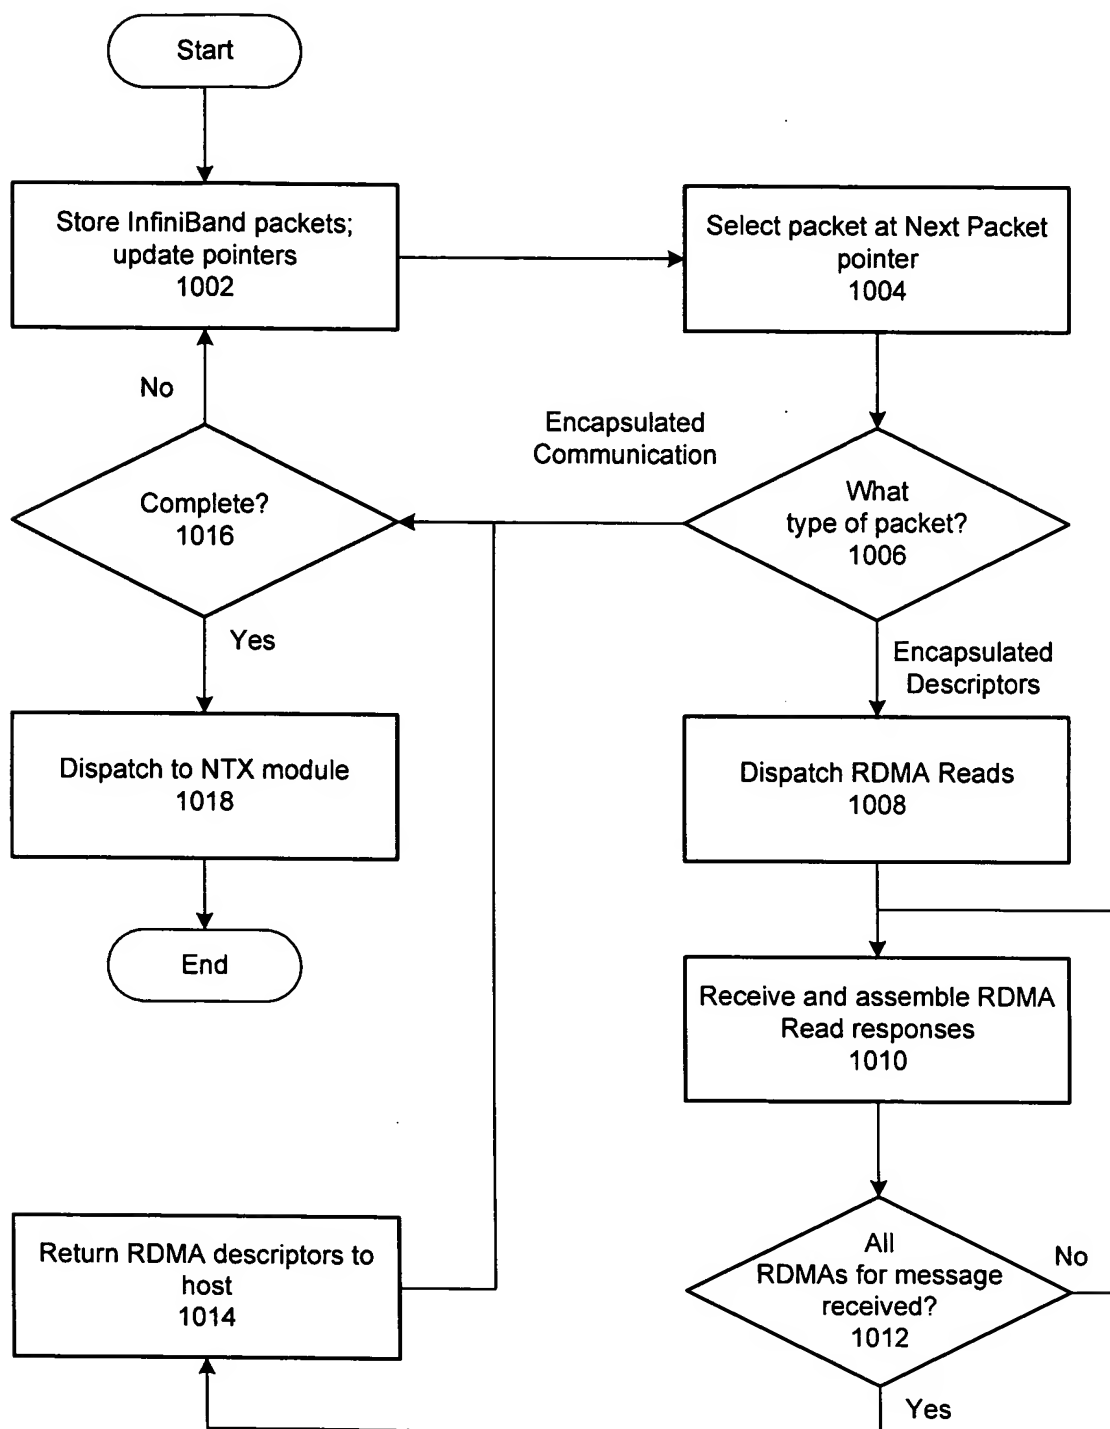 Start
Store InfiniBand packets;
update pointers
1002
Select packet at Next Packet
pointer
1004
No
Encapsulated
Communication
Complete?
1016
What
type of packet?
1006
Yes
Encapsulated
Descriptors
Dispatch to NTX module
1018
Dispatch RDMA Reads
1008
End
Receive and assemble RDMA
Read responses
1010
Return RDMA descriptors to
host
1014
All
RDMAs for message
received?
1012
No
Yes